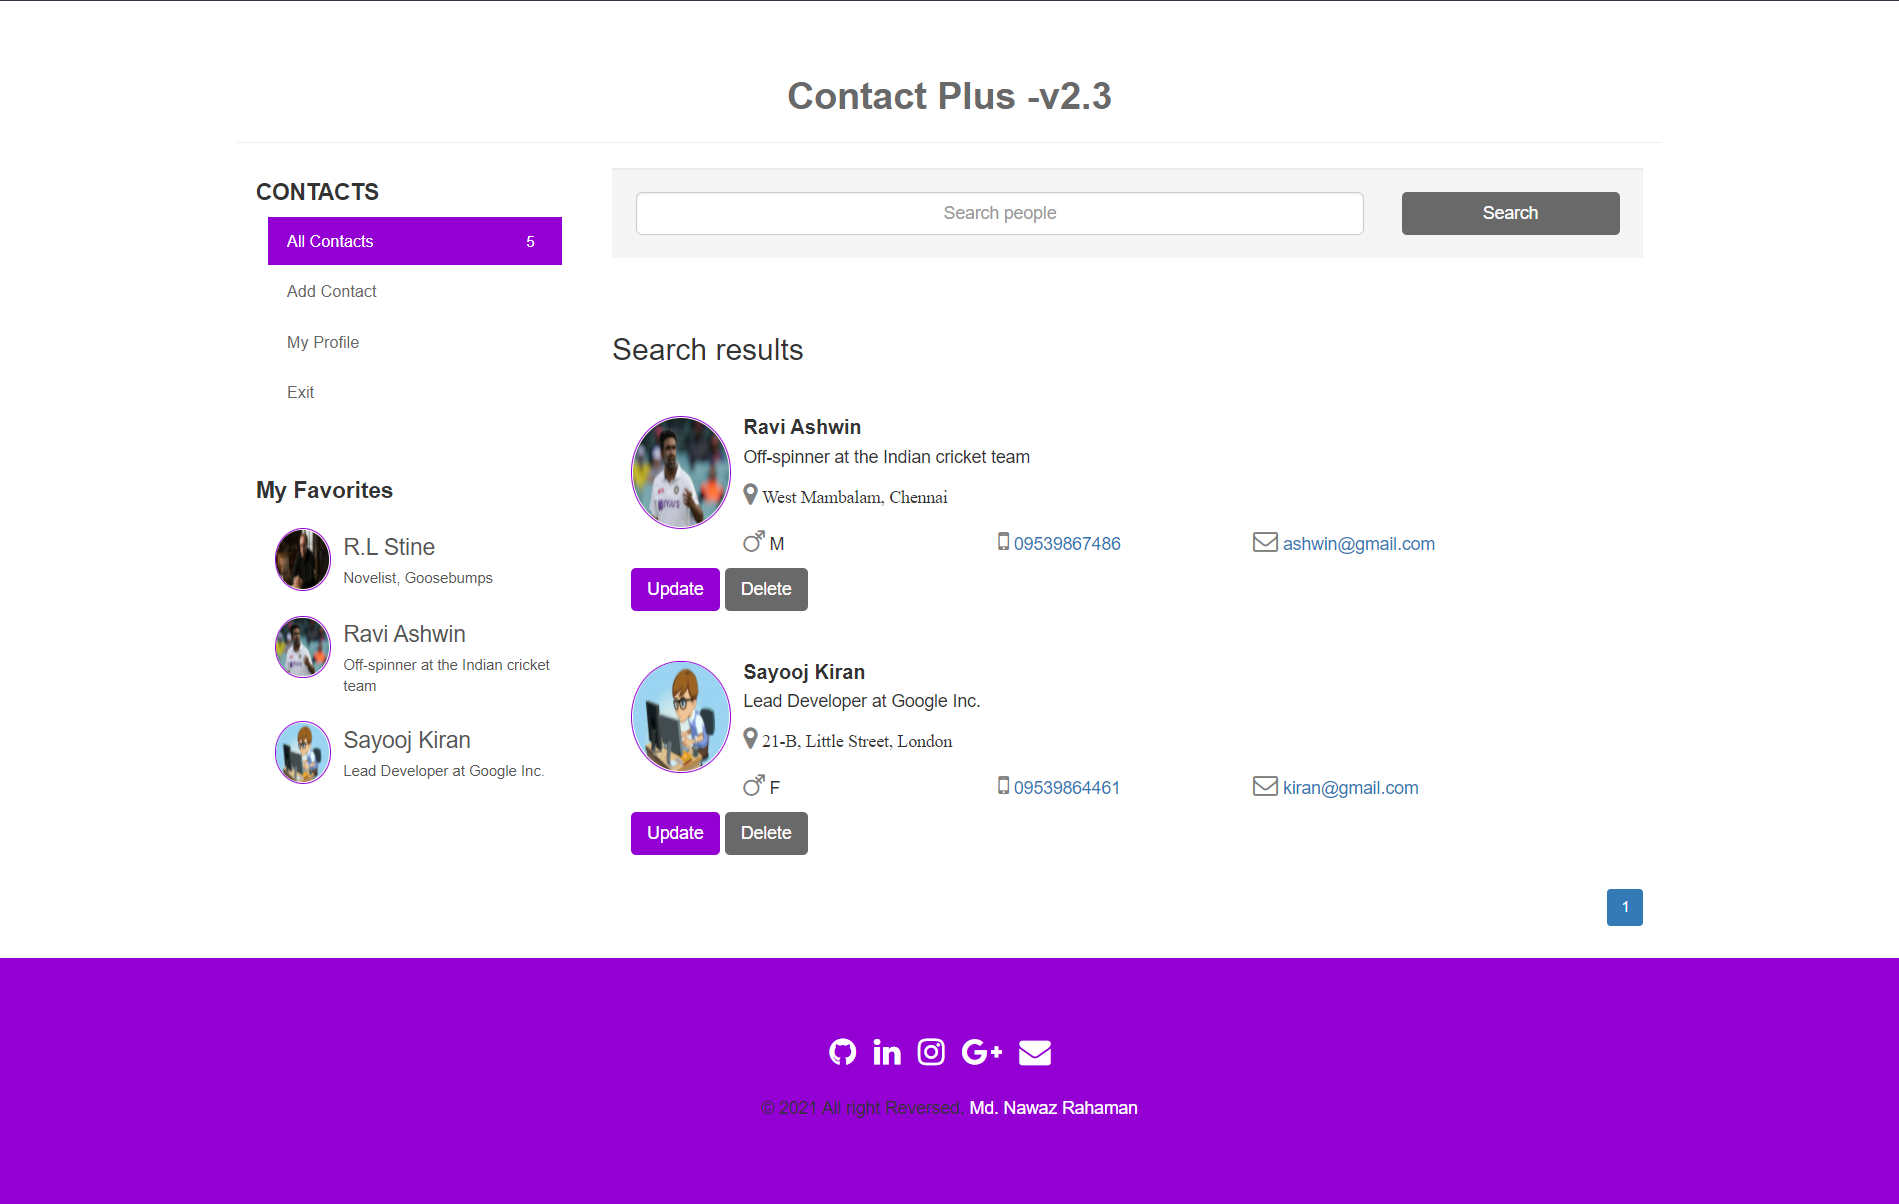 Contact Plus -v2.3
CONTACTS
All Contacts 5
Add Contact
My Profile
Exit
My Favorites
R.L Stine
Novelist, Goosebumps
Ravi Ashwin
Off-spinner at the Indian cricket
team
Sayooj Kiran
Lead Developer at Google Inc.
Search people
Search
Search results
Ravi Ashwin
Off-spinner at the Indian cricket team
West Mambalam, Chennai
M 09539867486 ashwin@gmail.com
Update Delete
Sayooj Kiran
Lead Developer at Google Inc.
21-B, Little Street, London
F 09539864461 kiran@gmail.com
Update Delete
1
© 2021 All right Reversed. Md. Nawaz Rahaman